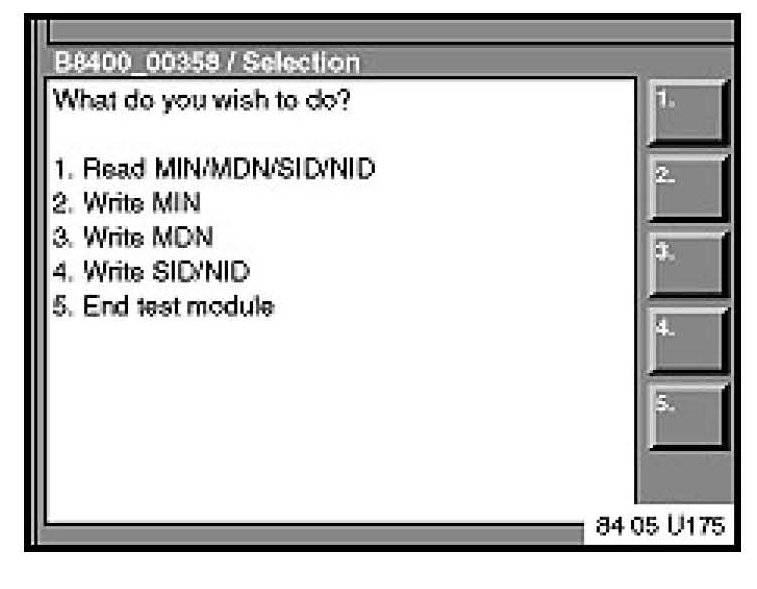 B8400_00358 / Selection
What do you wish to do?
1. Read MIN/MDN/SID/NID
2. Write MIN
3. Write MDN
4. Write SID/NID
5. End test module
1.
2.
3.
4.
5.
84 05 U175